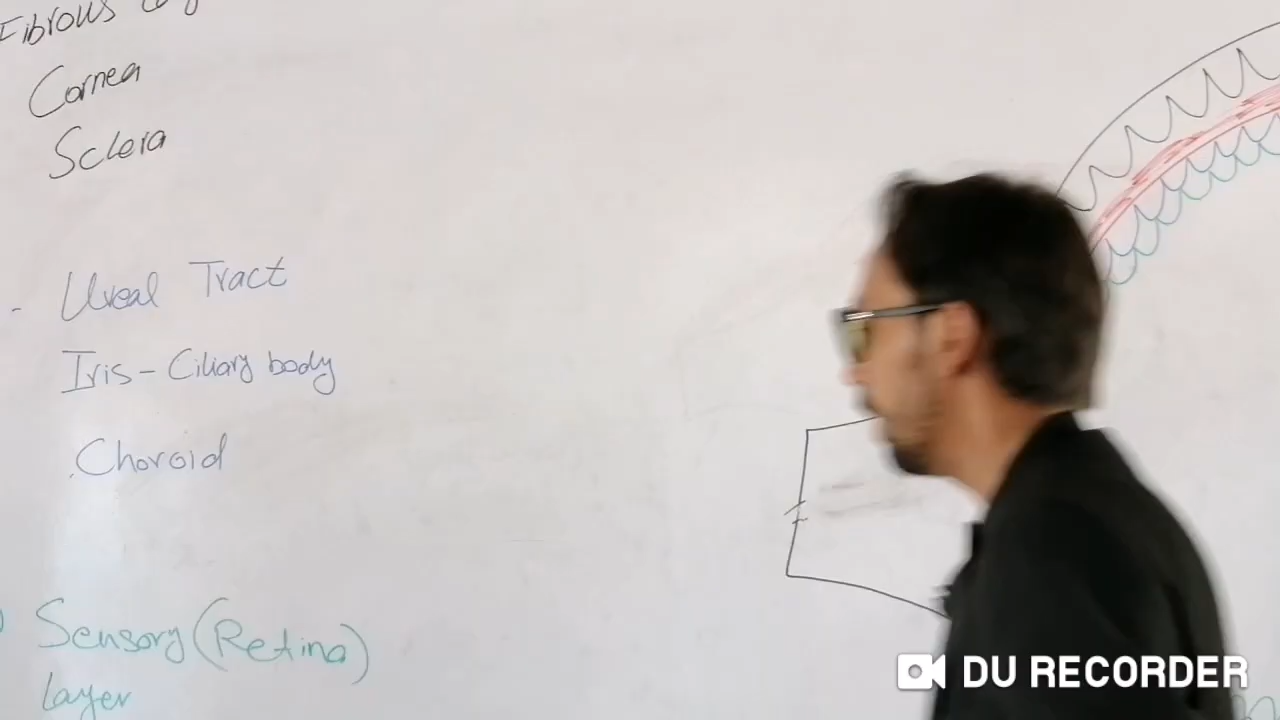 Fibrous
Cornea
Sclera
- Uveal Tract
Iris - Ciliary body
Choroid
Sensory (Retina)
layer
DU RECORDER